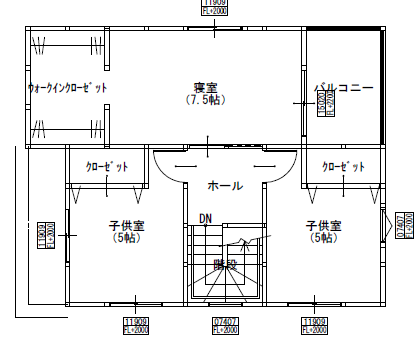 11909
FL+2000
ウォークインクローゼット
寝室
(7.5帖)
バルコニー
15020
FL+2200
クローゼット
ホール
クローゼット
子供室
(5帖)
DN
子供室
(5帖)
11909
FL+2000
07407
FL+2000
階段
11909
FL+2000
07407
FL+2000
11909
FL+2000